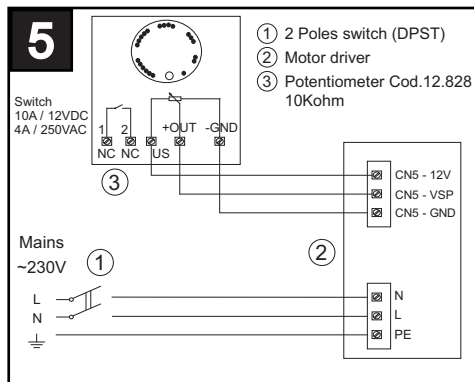 5
1 2 Poles switch (DPST)
2 Motor driver
3 Potentiometer Cod.12.828
10Kohm
Switch
10A / 12VDC
4A / 250VAC
1 2 +OUT -GND
NC NC US
3
CN5 - 12V
CN5 - VSP
CN5 - GND
2
Mains
~230V
1
L
N
N
L
PE